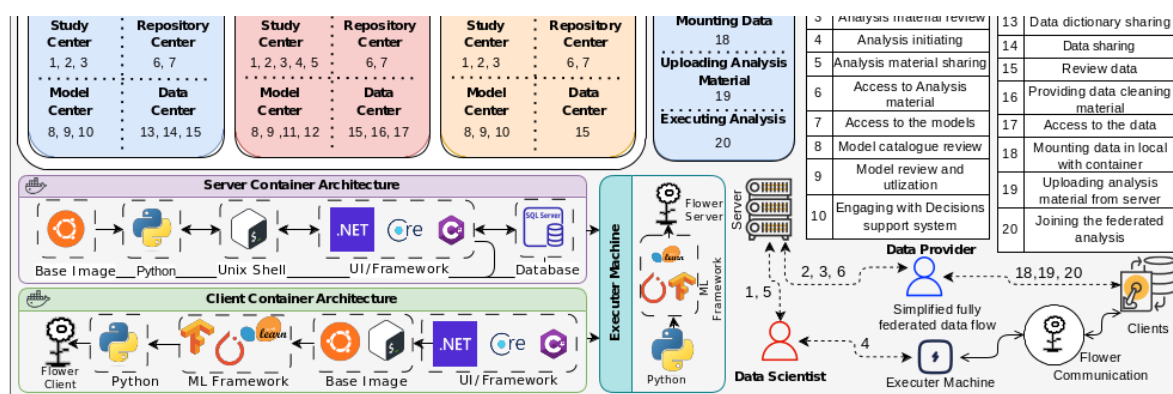 Study
Center
1, 2, 3
Repository
Center
6, 7
Model
Center
8, 9, 10
Data
Center
13, 14, 15
Study
Center
1, 2, 3, 4, 5
Repository
Center
6, 7
Model
Center
8, 9 ,11, 12
Data
Center
15, 16, 17
Study
Center
1, 2, 3
Repository
Center
6, 7
Model
Center
8, 9, 10
Data
Center
15
Mounting Data
18
Uploading Analysis
Material
19
Executing Analysis
20
3 Analysis material review
4 Analysis initiating
5 Analysis material sharing
6 Access to Analysis
material
7 Access to the models
8 Model catalogue review
9 Model review and
utlization
10 Engaging with Decisions
support system
13 Data dictionary sharing
14 Data sharing
15 Review data
16 Providing data cleaning
material
17 Access to the data
18 Mounting data in local
with container
19 Uploading analysis
material from server
20 Joining the federated
analysis
Server Container Architecture
.NET
Core
C#
SQL Server
Base Image
Python
Unix Shell
UI/Framework
Database
Client Container Architecture
learn
.NET
Core
C#
Flower
Client
Python
ML Framework
Base Image
UI/Framework
Executer Machine
Flower
Server
learn
ML
Framework
Python
Server
1, 5
2, 3, 6
Data Provider
18,19, 20
Simplified fully
federated data flow
Clients
4
Data Scientist
Executer Machine
Flower
Communication